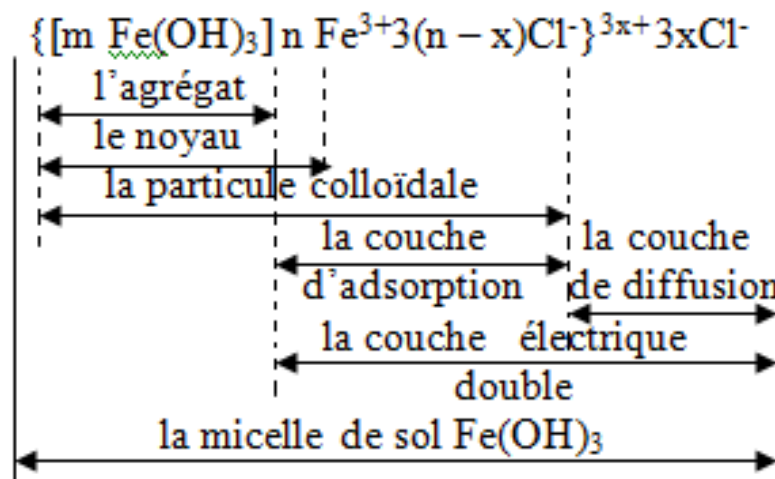 {[m Fe(OH)₃] n Fe³⁺3(n – x)Cl⁻}³ˣ⁺3xCl⁻
l’agrégat
le noyau
la particule colloïdale
la couche la couche
d’adsorption de diffusion
la couche électrique
double
la micelle de sol Fe(OH)₃